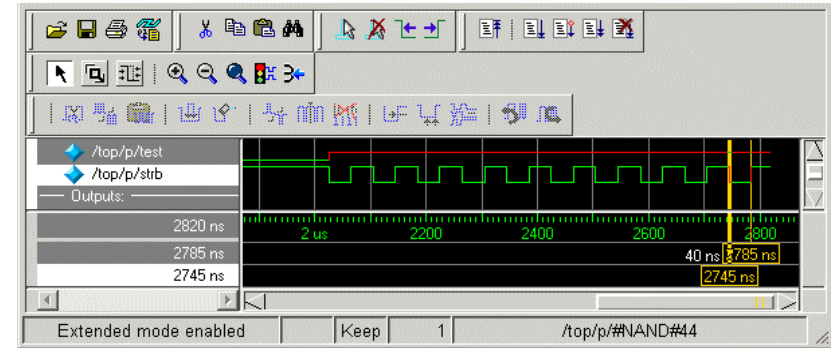 /top/p/test
/top/p/strb
Outputs:
2820 ns
2 us 2200 2400 2600 2800
2785 ns
40 ns 2785 ns
2745 ns
2745 ns
Extended mode enabled Keep 1 /top/p/#NAND#44